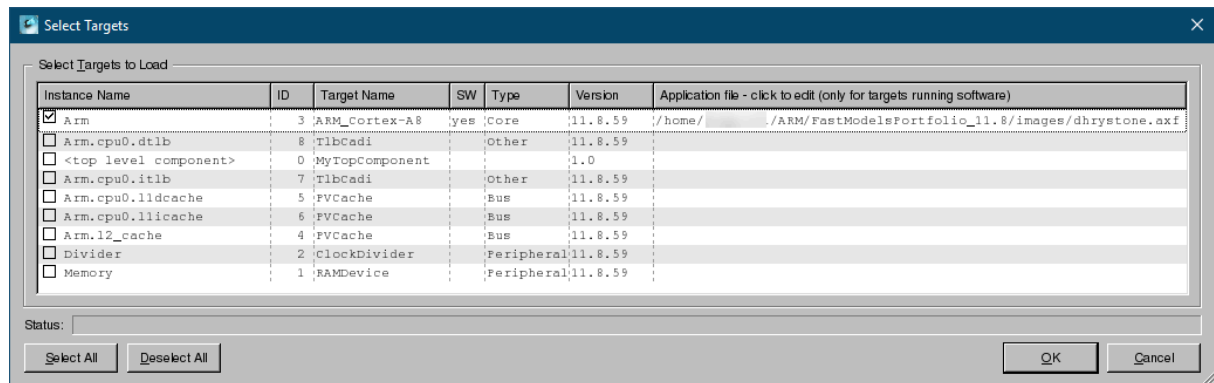 Select Targets
Select Targets to Load
Instance Name ID Target Name SW Type Version Application file - click to edit (only for targets running software)
Arm 3 ARM_Cortex-A8 yes Core 11.8.59 /home/ /ARM/FastModelsPortfolio_11.8/images/dhrystone.axf
Arm.cpu0.dtlb 8 TlbCadi Other 11.8.59
<top level component> 0 MyTopComponent 1.0
Arm.cpu0.itlb 7 TlbCadi Other 11.8.59
Arm.cpu0.l1dcache 5 PVCache Bus 11.8.59
Arm.cpu0.l1icache 6 PVCache Bus 11.8.59
Arm.l2_cache 4 PVCache Bus 11.8.59
Divider 2 ClockDivider Peripheral 11.8.59
Memory 1 RAMDevice Peripheral 11.8.59
Status:
Select All Deselect All OK Cancel